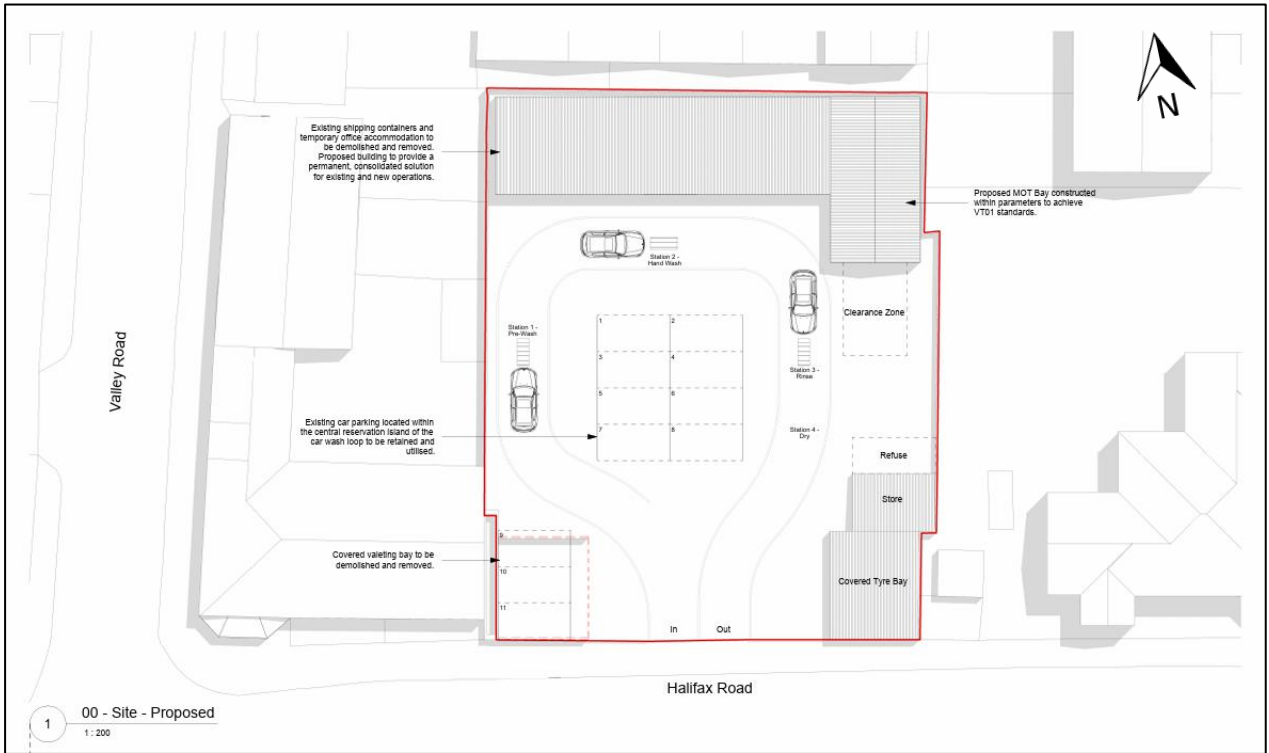 N
Existing shipping containers and
temporary office accommodation to
be demolished and removed.
Proposed building to provide a
permanent, consolidated solution
for existing and new operations.
Proposed MOT Bay constructed
within parameters to achieve
VT01 standards.
Station 2 -
Hand Wash
Clearance Zone
Station 1 -
Pre-Wash
1
2
3
4
5
6
7
8
Station 3 -
Rinse
Valley Road
Existing car parking located within
the central reservation island of the
car wash loop to be retained and
utilised.
Station 4 -
Dry
Refuse
Store
Covered valeting bay to be
demolished and removed.
9
10
11
Covered Tyre Bay
In
Out
Halifax Road
1
00 - Site - Proposed
1 : 200